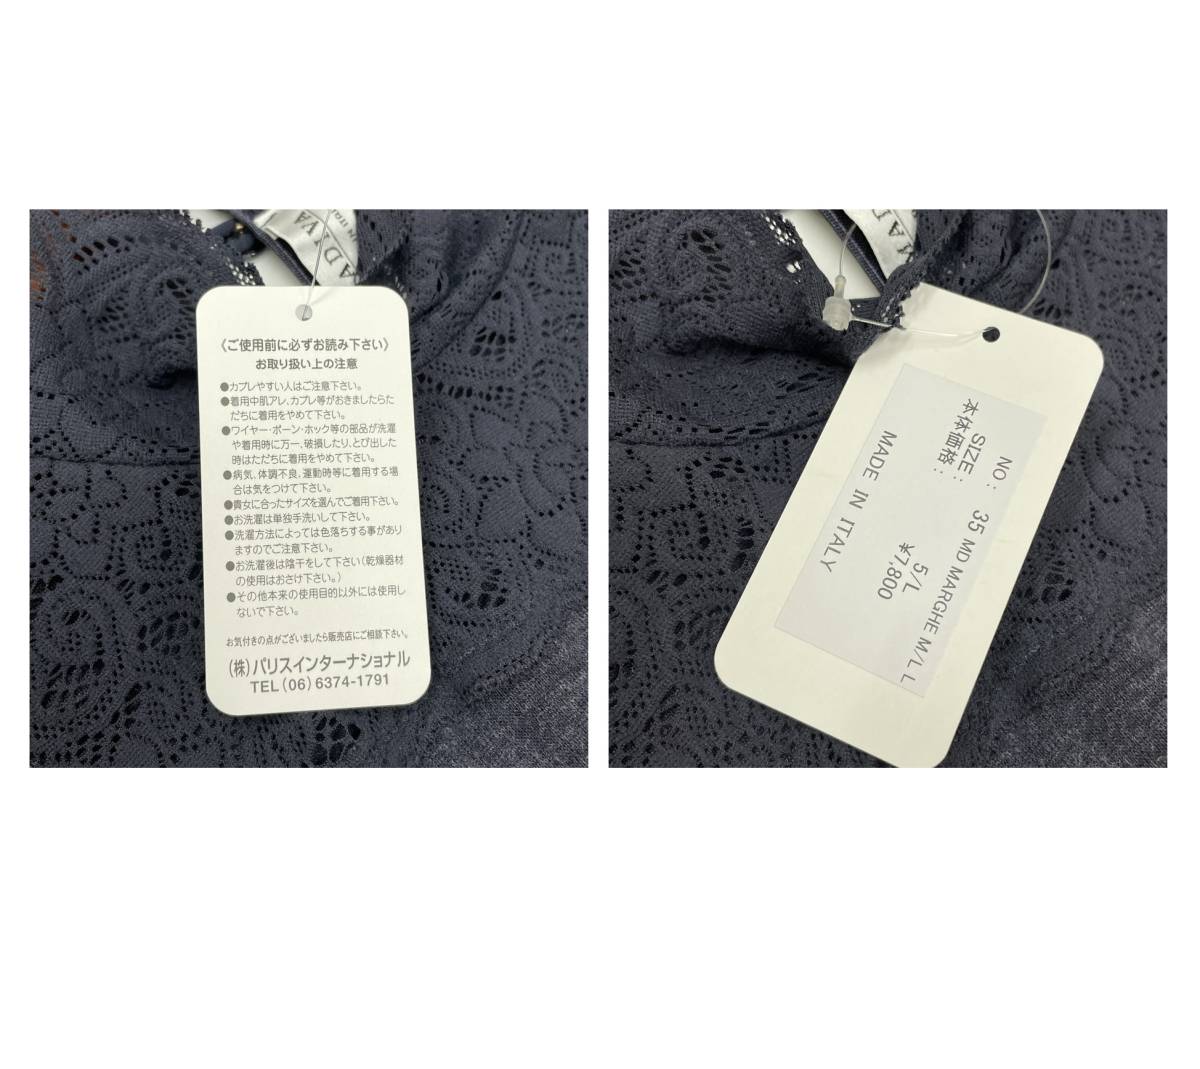 ADIVA
IN ITA
《ご使用前に必ずお読み下さい》
お取り扱い上の注意
●カブレやすい人はご注意下さい。
●着用中肌アレ、カブレ等がおきましたらた
だちに着用をやめて下さい。
●ワイヤー・ボーン・ホック等の部品が洗濯
や着用時に万一、破損したり、とび出した
時はただちに着用をやめて下さい。
●病気、体調不良、運動時等に着用する場
合は気をつけて下さい。
●貴女に合ったサイズを選んでご着用下さい。
●お洗濯は単独手洗いして下さい。
●洗濯方法によっては色落ちする事があり
ますのでご注意下さい。
●お洗濯後は陰干をして下さい（乾燥器材
の使用はおさけ下さい。）
●その他本来の使用目的以外には使用し
ないで下さい。
お気付きの点がございましたら販売店にご相談下さい。
（株）パリスインターナショナル
TEL（06）6374-1791
MADIV
NO: 35 MD MARGHE M/L L
SIZE: 5/L
本体価格: ¥7,800
MADE IN ITALY